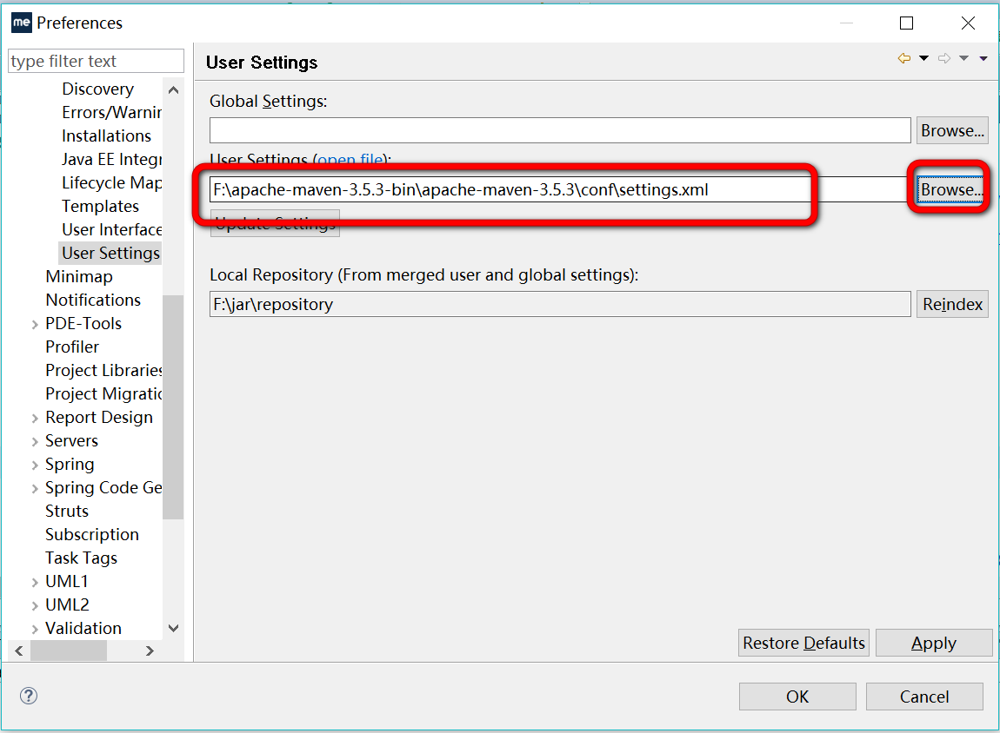 me Preferences
type filter text
User Settings
Discovery
Errors/Warnin
Installations
Java EE Integr
Lifecycle Map
Templates
User Interface
User Settings
Minimap
Notifications
PDE-Tools
Profiler
Project Libraries
Project Migratic
Report Design
Servers
Spring
Spring Code Ge
Struts
Subscription
Task Tags
UML1
UML2
Validation
Global Settings:
Browse...
User Settings (open file):
F:\apache-maven-3.5.3-bin\apache-maven-3.5.3\conf\settings.xml
Browse...
Update Settings
Local Repository (From merged user and global settings):
F:\jar\repository
Reindex
Restore Defaults
Apply
OK
Cancel